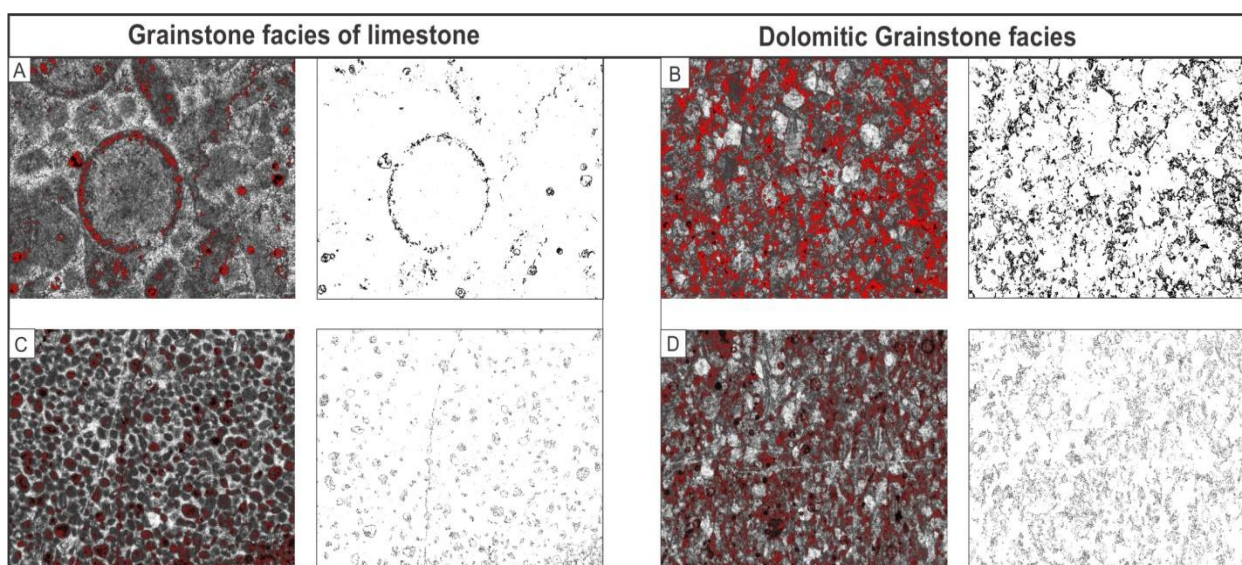 Grainstone facies of limestone
Dolomitic Grainstone facies
A
B
C
D